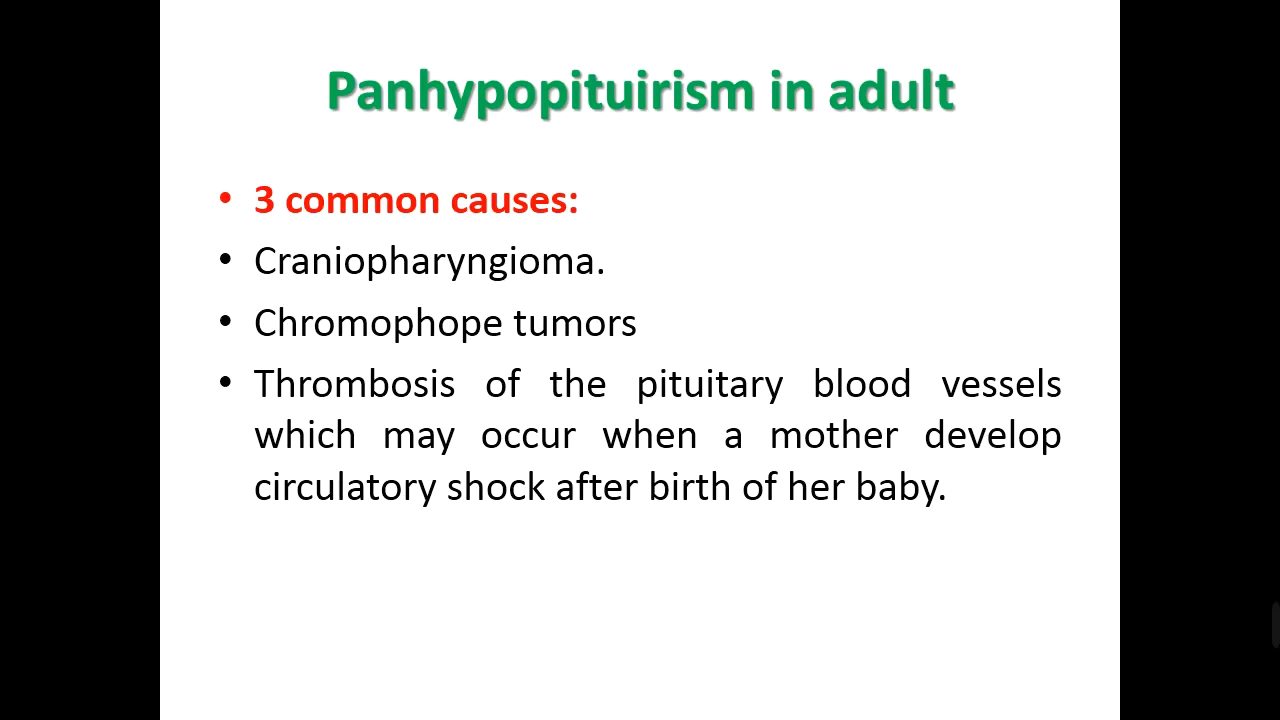 Panhypopituirism in adult
• 3 common causes:
• Craniopharyngioma.
• Chromophope tumors
• Thrombosis of the pituitary blood vessels
which may occur when a mother develop
circulatory shock after birth of her baby.